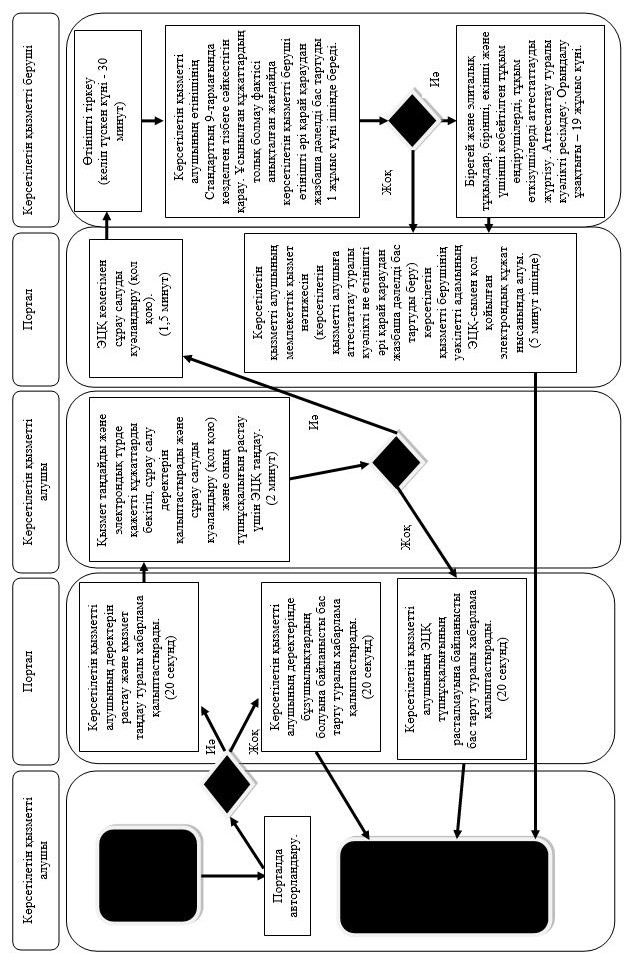 Көрсетілетін қызметті
алушы
Портал
Көрсетілетін қызметті
алушы
Портал
Көрсетілетін қызметті беруші
Порталда
авторландыру.
Иә
Жоқ
Көрсетілетін қызметті
алушының деректерін
растау және қызмет
таңдау туралы хабарлама
қалыптастырады.
(20 секунд)
Көрсетілетін қызметті
алушының деректерінде
бұзушылықтардың
болуына байланысты бас
тарту туралы хабарлама
қалыптастырады.
(20 секунд)
Көрсетілетін қызметті
алушының ЭЦҚ
түпнұсқалығының
расталмауына байланысты
бас тарту туралы хабарлама
қалыптастырады.
(20 секунд)
Қызмет таңдайды және
электрондық түрде
қажетті құжаттарды
бекітіп, сұрау салу
деректерін
қалыптастырады және
сұрау салуды
куәландыру (қол қою)
және оның
түпнұсқалығын растау
үшін ЭЦҚ таңдау.
(2 минут)
Иә
Жоқ
ЭЦҚ көмегімен
сұрау салуды
куәландыру (қол
қою).
(1,5 минут)
Көрсетілетін
қызметті алушының
мемлекеттік қызмет
нәтижесін
(көрсетілетін
қызметті алушыға
аттестаттау туралы
куәлікті не өтінішті
әрі қарай қараудан
жазбаша дәлелді бас
тартуды беру)
көрсетілетін
қызметті берушінің
уәкілетті адамының
ЭЦҚ-сымен қол
қойылған
электрондық құжат
нысанында алуы.
(5 минут ішінде)
Өтінішті тіркеу
(келіп түскен күні - 30
минут)
Көрсетілетін қызметті
алушының өтінішінің
Стандарттың 9-тармағында
көзделген тізбеге сәйкестігін
қарау. Ұсынылған құжаттардың
толық болмау фактісі
анықталған жағдайда
көрсетілетін қызметті беруші
өтінішті әрі қарай қараудан
жазбаша дәлелді бас тартуды
1 жұмыс күні ішінде береді.
Жоқ
Иә
Бірегей және элиталық
тұқымдар, бірінші, екінші және
үшінші көбейтілген тұқым
өндірушілерді, тұқым
өткізушілерді аттестаттауды
жүргізу. Аттестаттау туралы
куәлікті ресімдеу. Орындалу
ұзақтығы – 19 жұмыс күні.